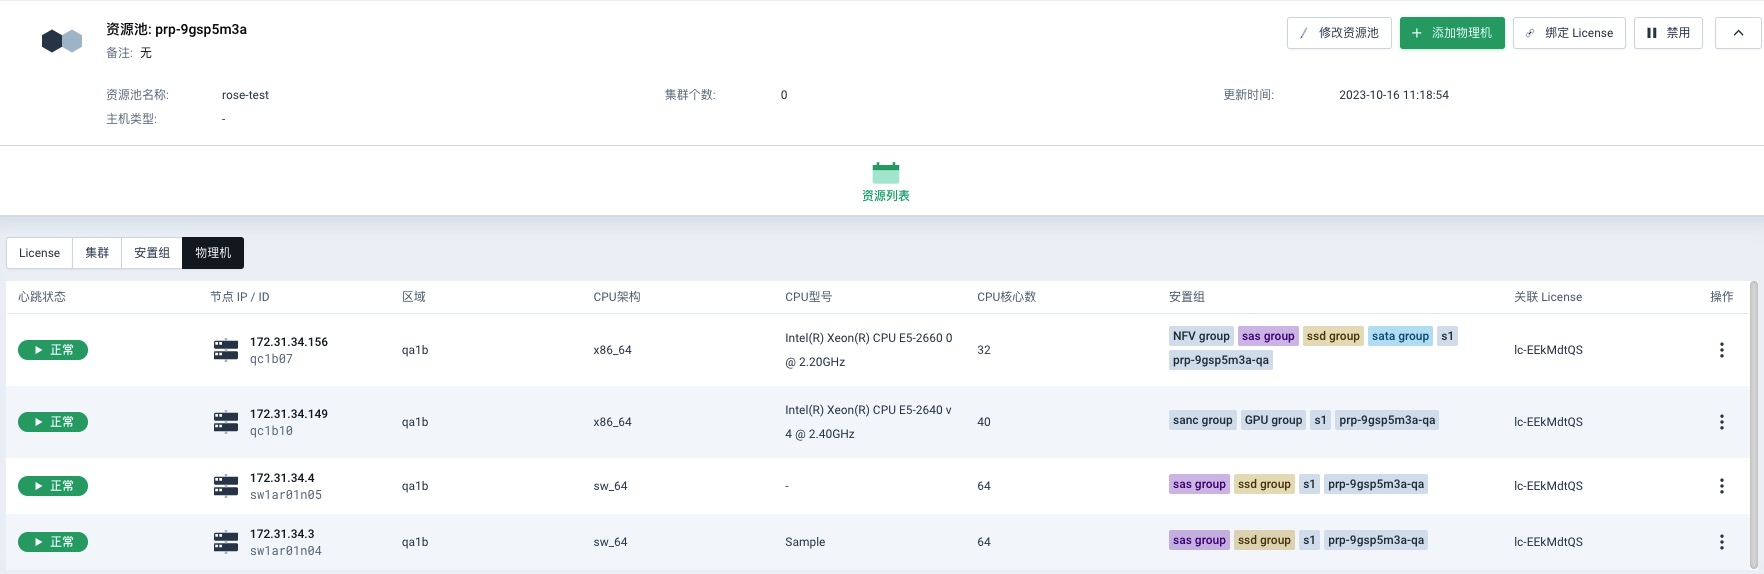 资源池: prp-9gsp5m3a
备注: 无
修改资源池
添加物理机
绑定 License
禁用
资源池名称: rose-test
集群个数: 0
更新时间: 2023-10-16 11:18:54
主机类型: -
资源列表
License 集群 安置组 物理机
心跳状态 节点 IP / ID 区域 CPU架构 CPU型号 CPU核心数 安置组 关联 License 操作
正常
172.31.34.156
qc1b07
qa1b
x86_64
Intel(R) Xeon(R) CPU E5-2660 0
@ 2.20GHz
32
NFV group sas group ssd group sata group s1
prp-9gsp5m3a-qa
lc-EEkMdtQS
正常
172.31.34.149
qc1b10
qa1b
x86_64
Intel(R) Xeon(R) CPU E5-2640 v
4 @ 2.40GHz
40
sanc group GPU group s1 prp-9gsp5m3a-qa
lc-EEkMdtQS
正常
172.31.34.4
sw1ar01n05
qa1b
sw_64
-
64
sas group ssd group s1 prp-9gsp5m3a-qa
lc-EEkMdtQS
正常
172.31.34.3
sw1ar01n04
qa1b
sw_64
Sample
64
sas group ssd group s1 prp-9gsp5m3a-qa
lc-EEkMdtQS